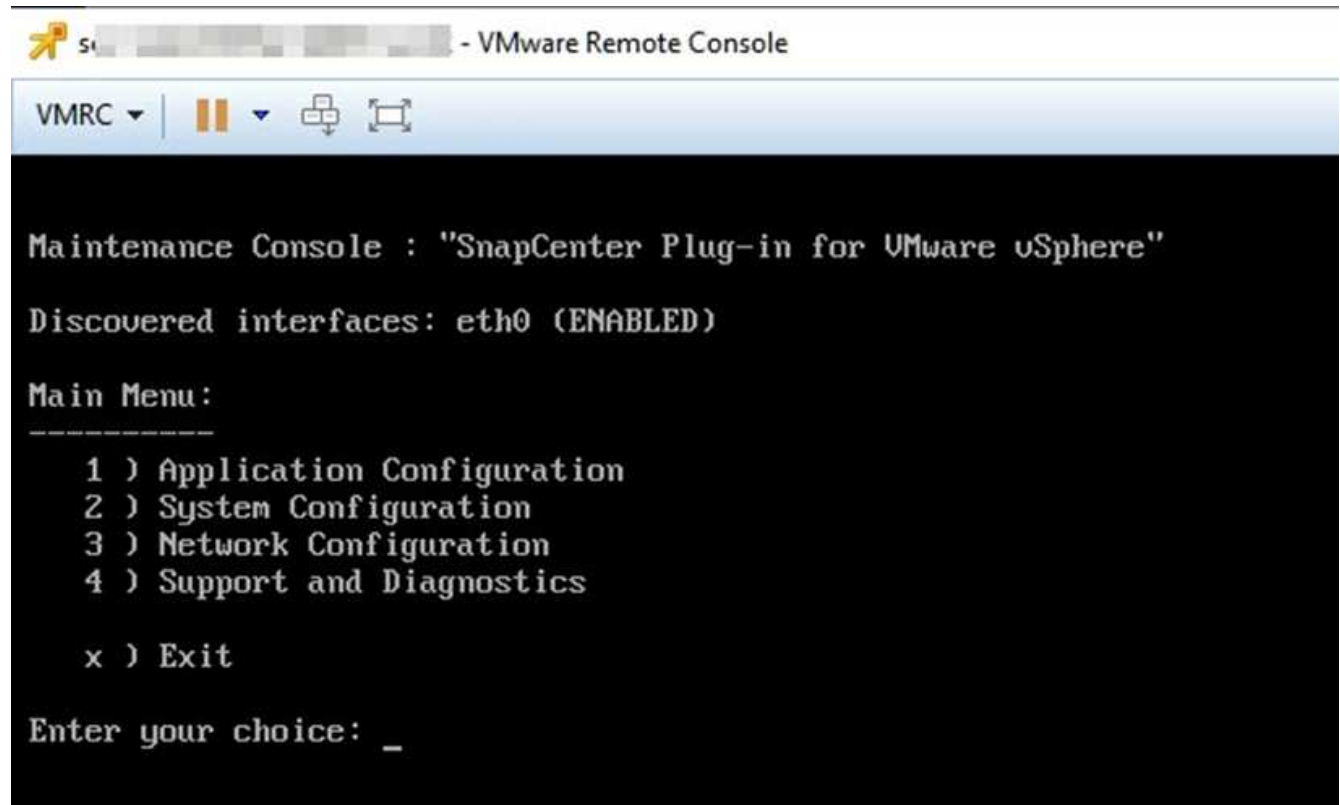 - VMware Remote Console
VMRC
Maintenance Console : "SnapCenter Plug-in for VMware vSphere"
Discovered interfaces: eth0 (ENABLED)
Main Menu:
----------
1 ) Application Configuration
2 ) System Configuration
3 ) Network Configuration
4 ) Support and Diagnostics
x ) Exit
Enter your choice: _